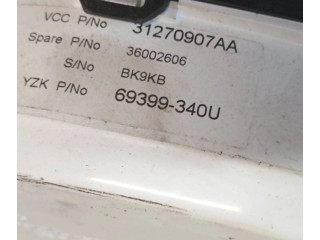 VCC P/No 31270907AA
Spare P/No 36002606
S/No BK9KB
YZK P/No 69399-340U